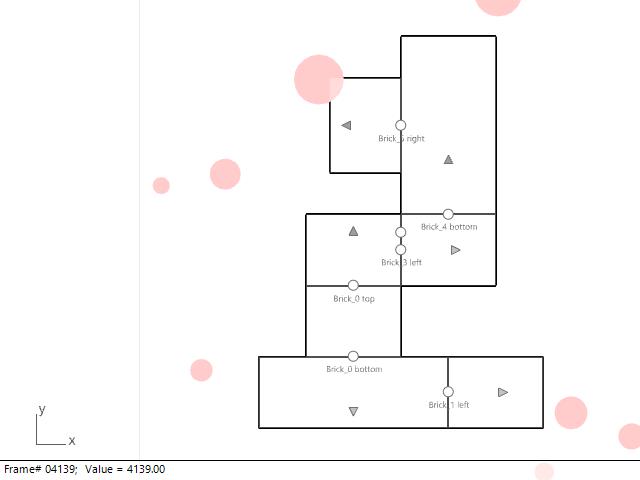 Brick_5 right
Brick_4 bottom
Brick_3 left
Brick_0 top
Brick_0 bottom
Brick_1 left
y
x
Frame# 04139; Value = 4139.00